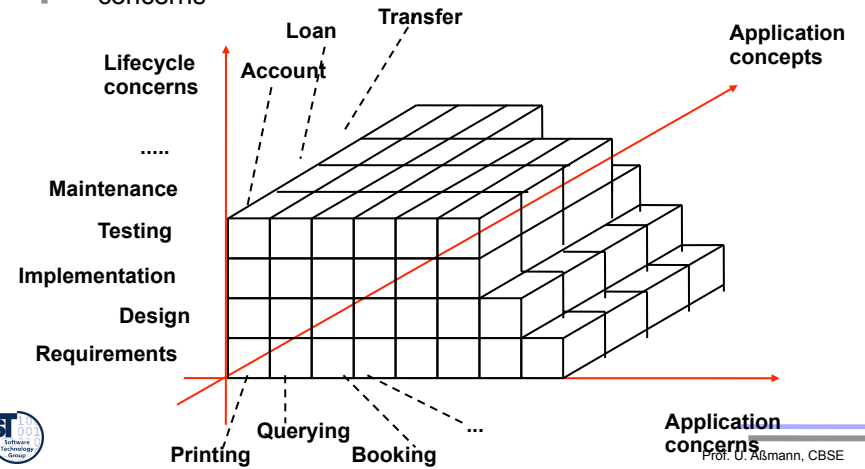 concerns
Transfer
Loan
Application
concepts
Lifecycle
concerns
Account
.....
Maintenance
Testing
Implementation
Design
Requirements
...
Querying
Printing
Booking
Application
concerns
Prof. U. Aßmann, CBSE
ST
Software
Technology
Group